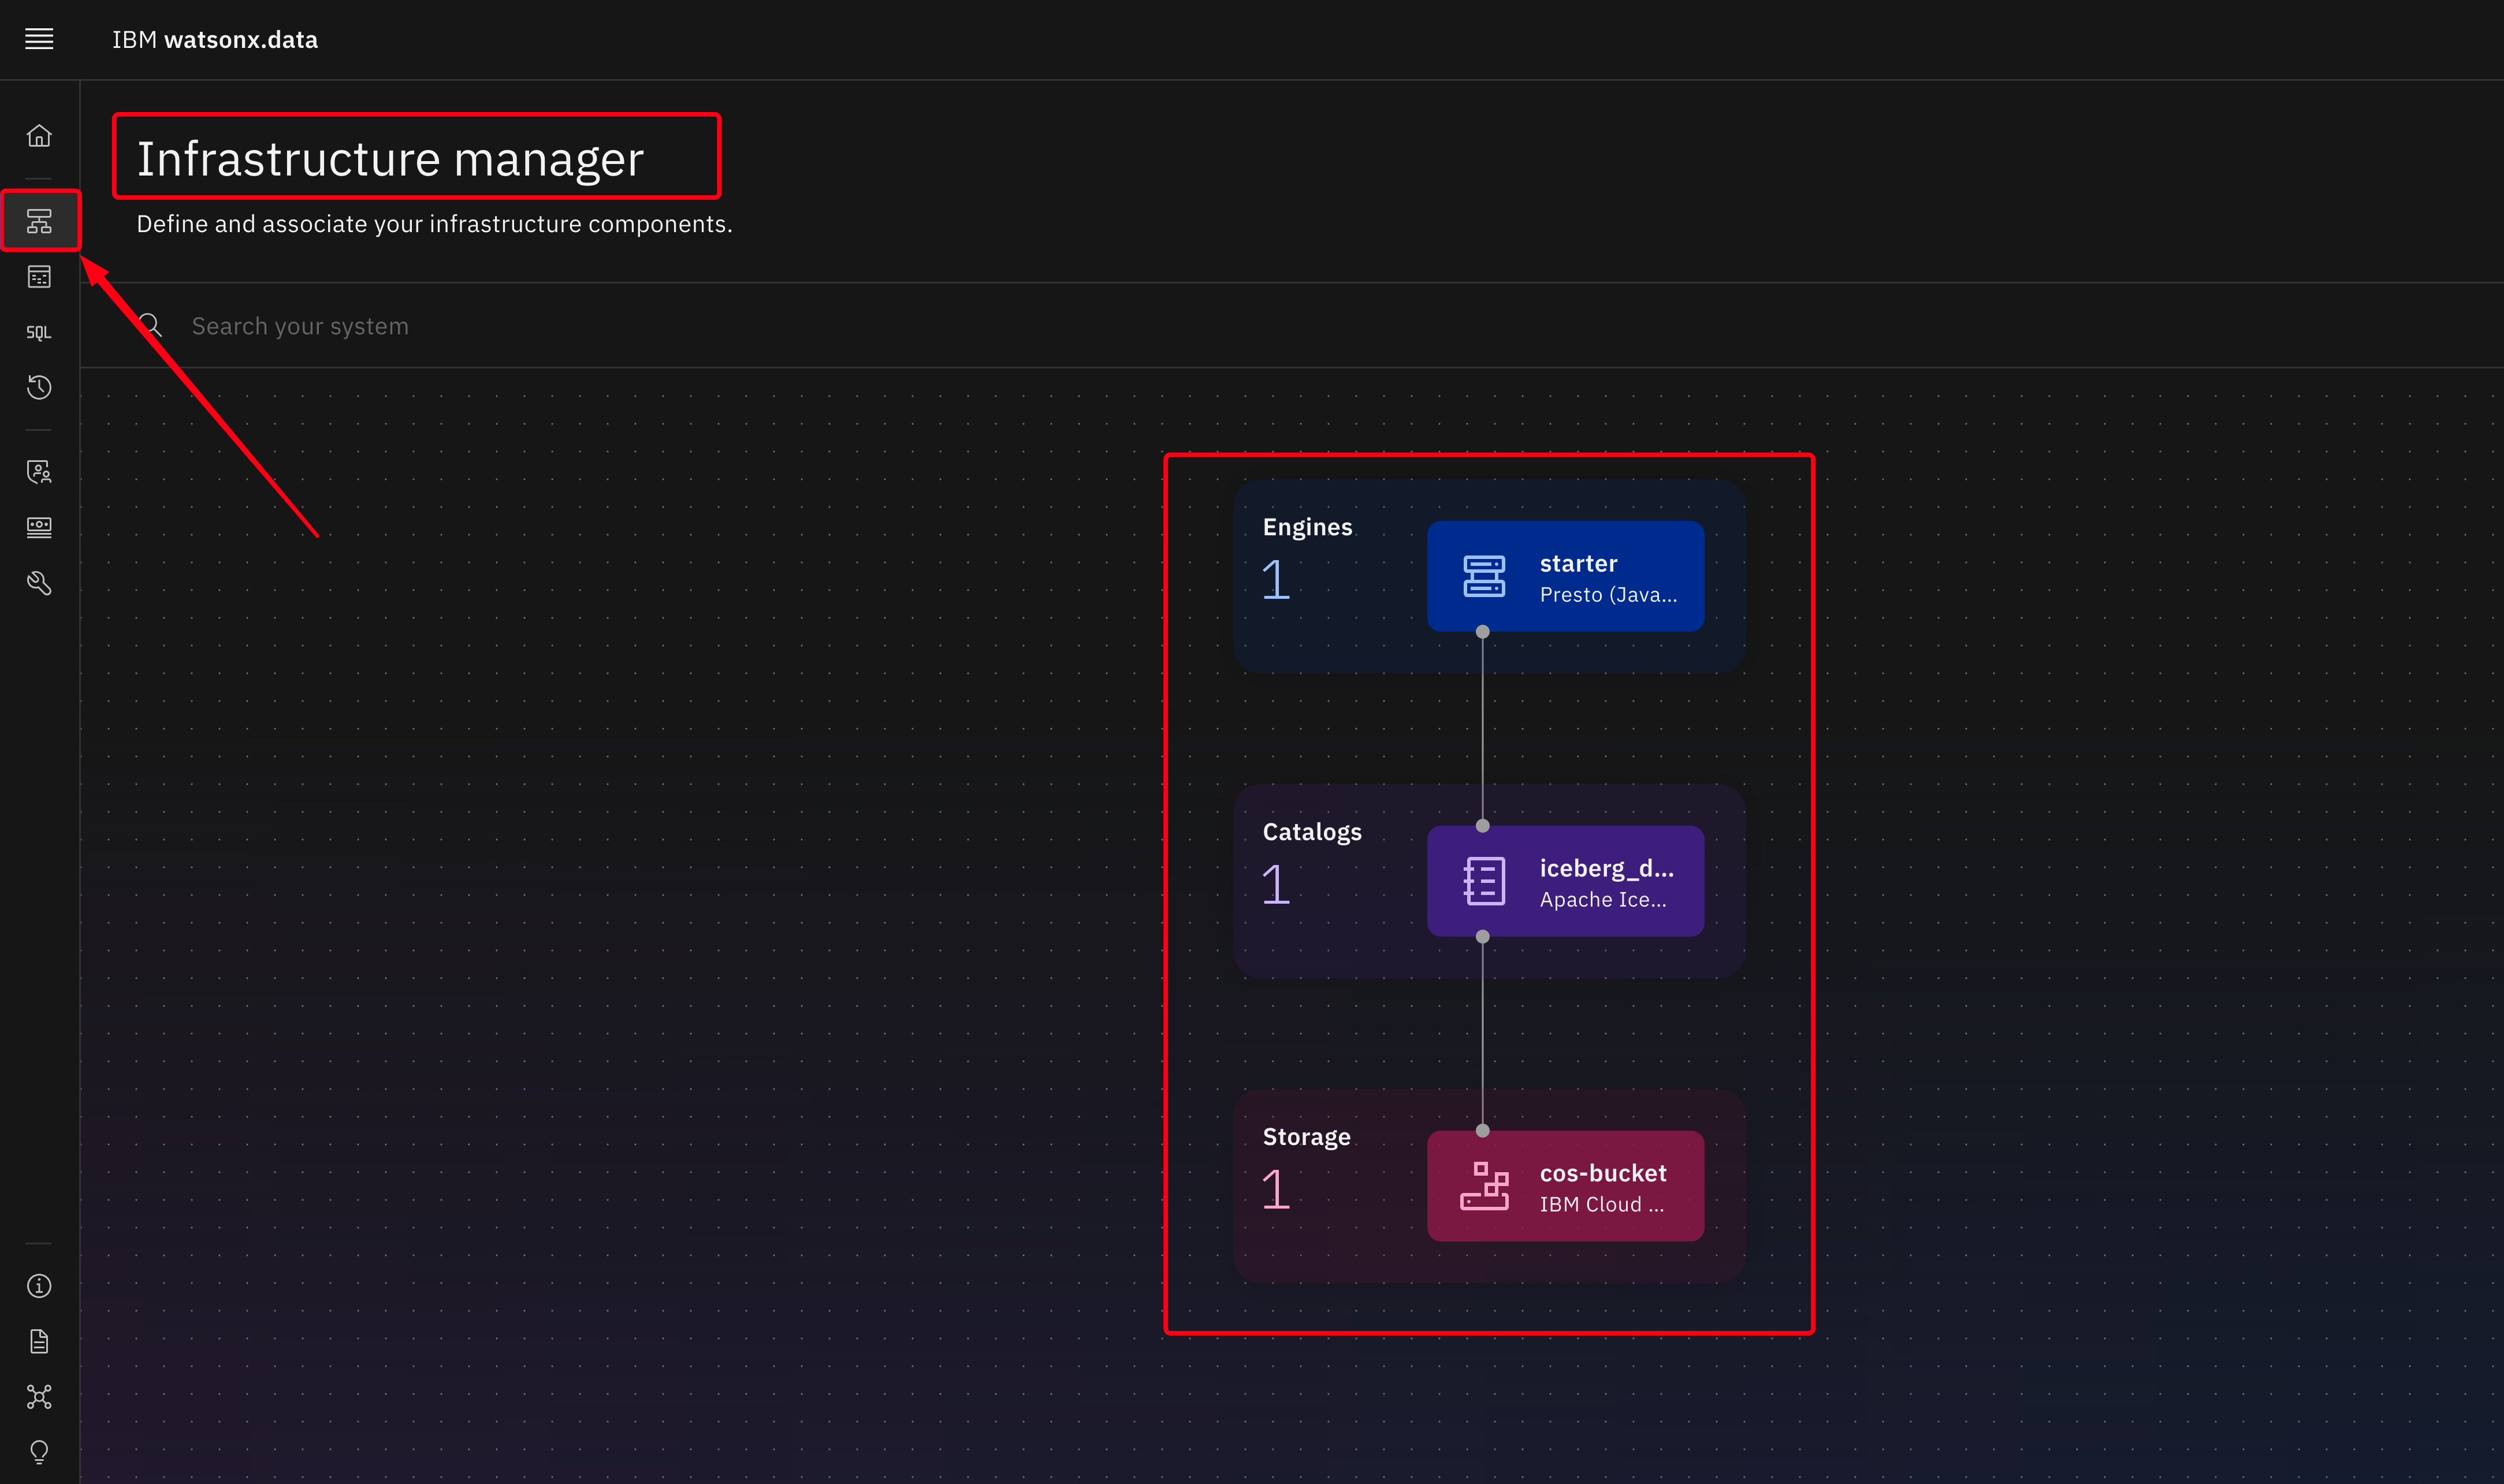 IBM watsonx.data
Infrastructure manager
Define and associate your infrastructure components.
SQL
Search your system
Engines
1
starter
Presto (Java...
Catalogs
1
iceberg_d...
Apache Ice...
Storage
1
cos-bucket
IBM Cloud ...